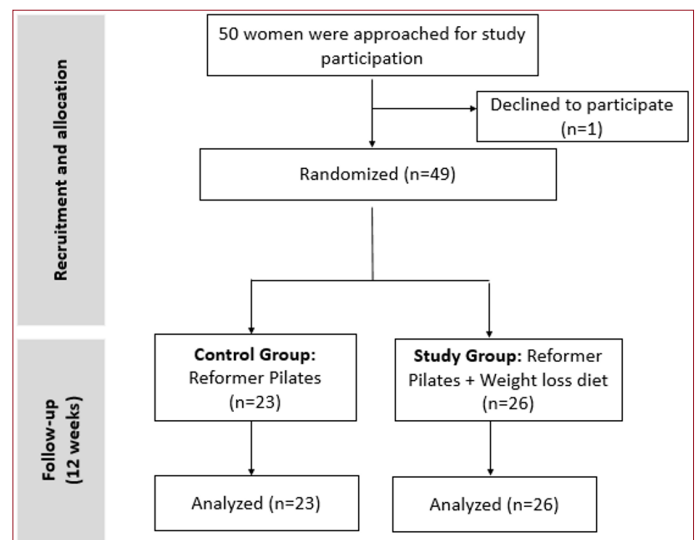 50 women were approached for study
participation
Declined to participate
(n=1)
Randomized (n=49)
Recruitment and allocation
Control Group:
Reformer Pilates
(n=23)
Study Group: Reformer
Pilates + Weight loss diet
(n=26)
Follow-up
(12 weeks)
Analyzed (n=23)
Analyzed (n=26)